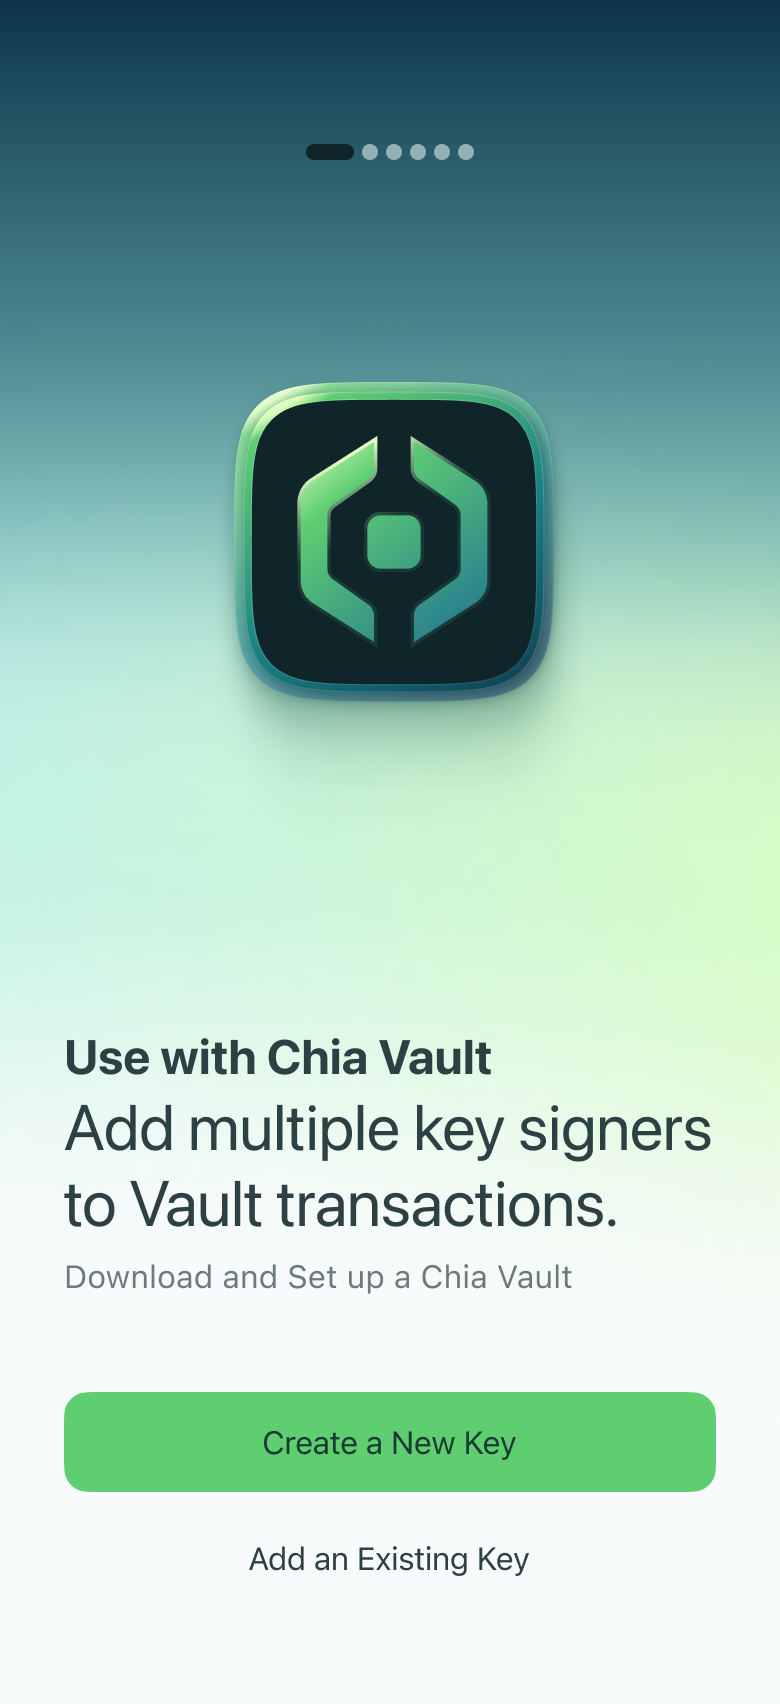 Use with Chia Vault
Add multiple key signers
to Vault transactions.
Download and Set up a Chia Vault
Create a New Key
Add an Existing Key